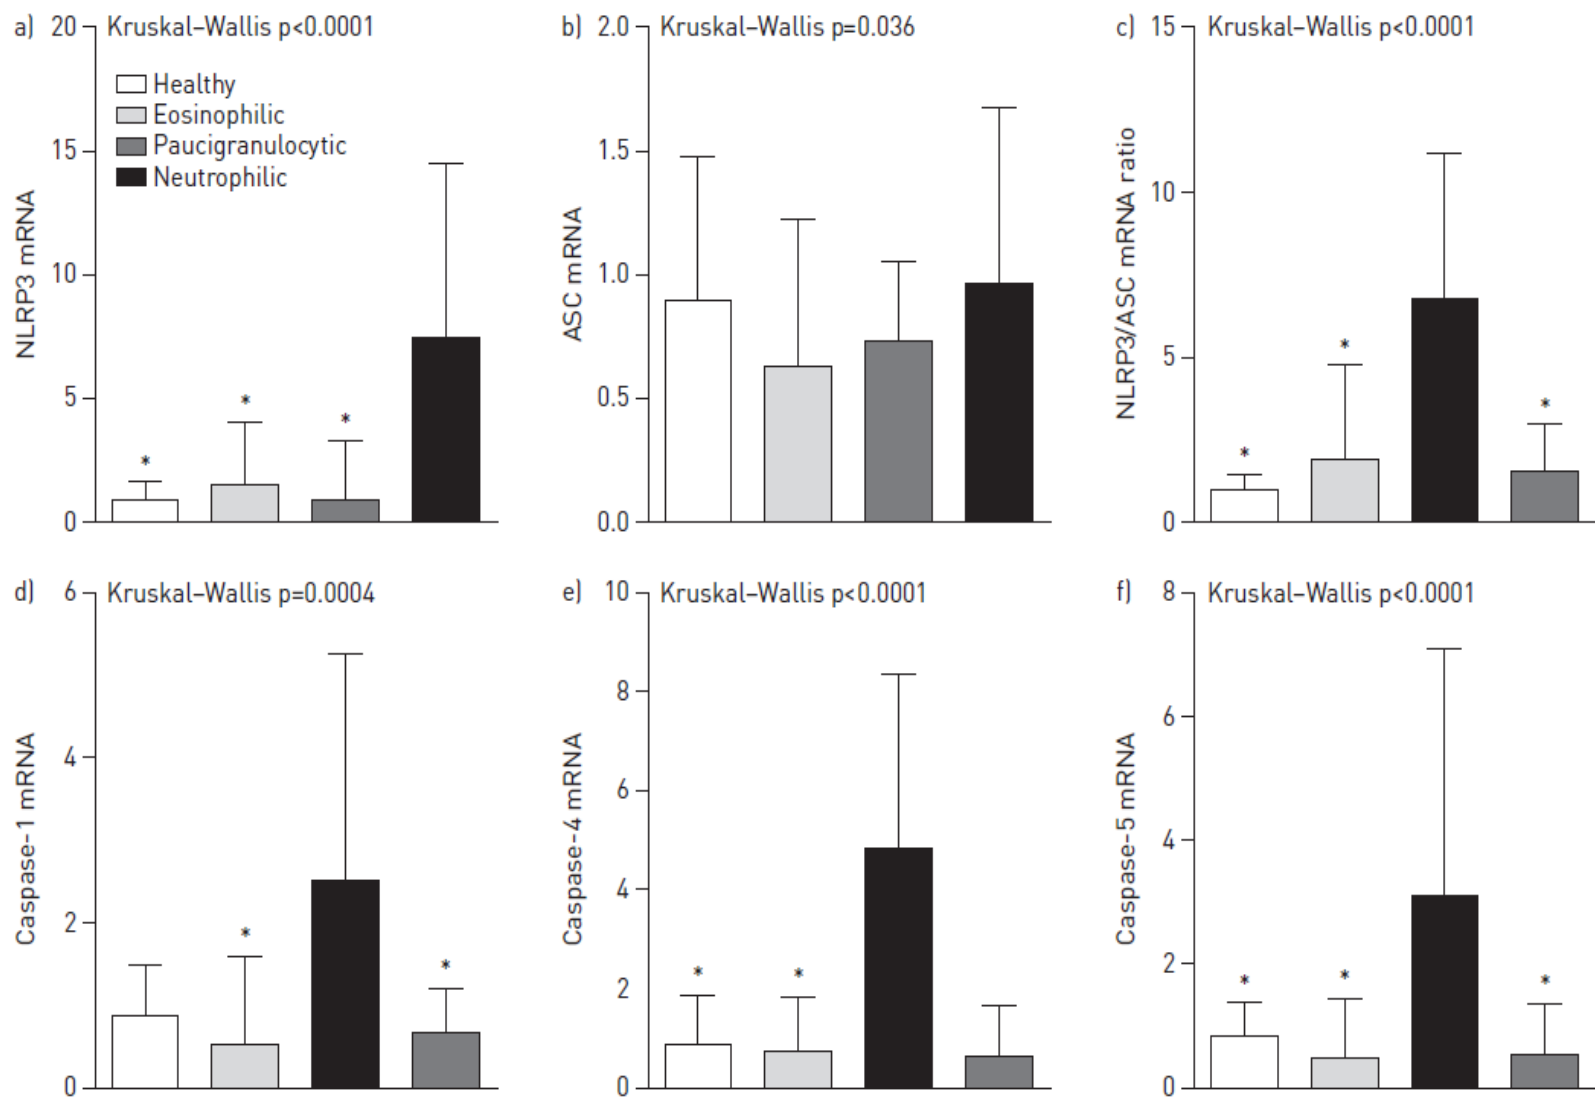 a) 20 Kruskal–Wallis p<0.0001
Healthy
Eosinophilic
Paucigranulocytic
Neutrophilic
15
10
5
0
NLRP3 mRNA
* * *
b) 2.0 Kruskal–Wallis p=0.036
1.5
1.0
0.5
0.0
ASC mRNA
c) 15 Kruskal–Wallis p<0.0001
10
5
0
NLRP3/ASC mRNA ratio
* * *
d) 6 Kruskal–Wallis p=0.0004
4
2
0
Caspase-1 mRNA
* *
e) 10 Kruskal–Wallis p<0.0001
8
6
4
2
0
Caspase-4 mRNA
* *
f) 8 Kruskal–Wallis p<0.0001
6
4
2
0
Caspase-5 mRNA
* * *